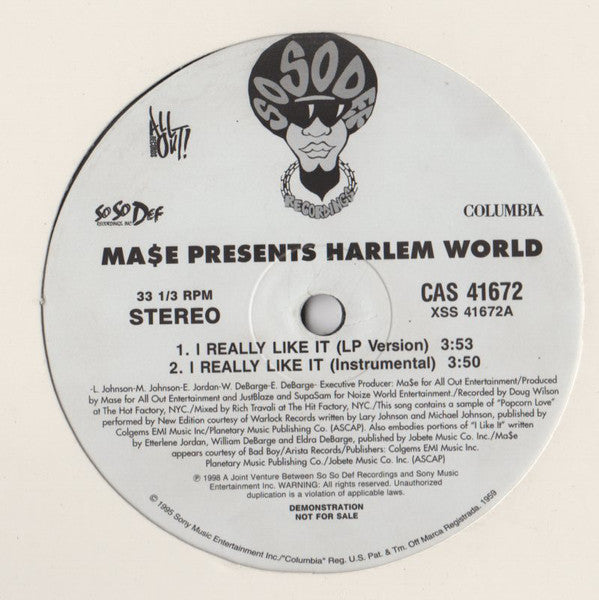 SO SO DEF
RECORDINGS
ALL
OUT!
SO SO DEF
RECORDINGS, INC.
COLUMBIA
MA$E PRESENTS HARLEM WORLD
33 1/3 RPM
STEREO
CAS 41672
XSS 41672A
1. I REALLY LIKE IT (LP Version) 3:53
2. I REALLY LIKE IT (Instrumental) 3:50
-L. Johnson-M. Johnson-E. Jordan-W. DeBarge-E. DeBarge- Executive Producer: Ma$e for All Out Entertainment/Produced
by Mase for All Out Entertainment and JustBlaze and SupaSam for Noize World Entertainment./Recorded by Doug Wilson
at The Hot Factory, NYC./Mixed by Rich Travali at The Hit Factory, NYC./This song contains a sample of "Popcorn Love"
performed by New Edition courtesy of Warlock Records written by Lary Johnson and Michael Johnson, published by
Colgems EMI Music Inc/Planetary Music Publishing Co. (ASCAP). Also embodies portions of "I Like It" written
by Etterlene Jordan, William DeBarge and Eldra DeBarge, published by Jobete Music Co. Inc./Ma$e
appears courtesy of Bad Boy/Arista Records/Publishers: Colgems EMI Music Inc.
Planetary Music Publishing Co./Jobete Music Co. Inc. (ASCAP)
℗ 1998 A Joint Venture Between So So Def Recordings and Sony Music
Entertainment Inc. WARNING: All rights reserved. Unauthorized
duplication is a violation of applicable laws.
DEMONSTRATION
NOT FOR SALE
© 1995 Sony Music Entertainment Inc./"Columbia" Reg. U.S. Pat. & Tm. Off Marca Registrada. 1959